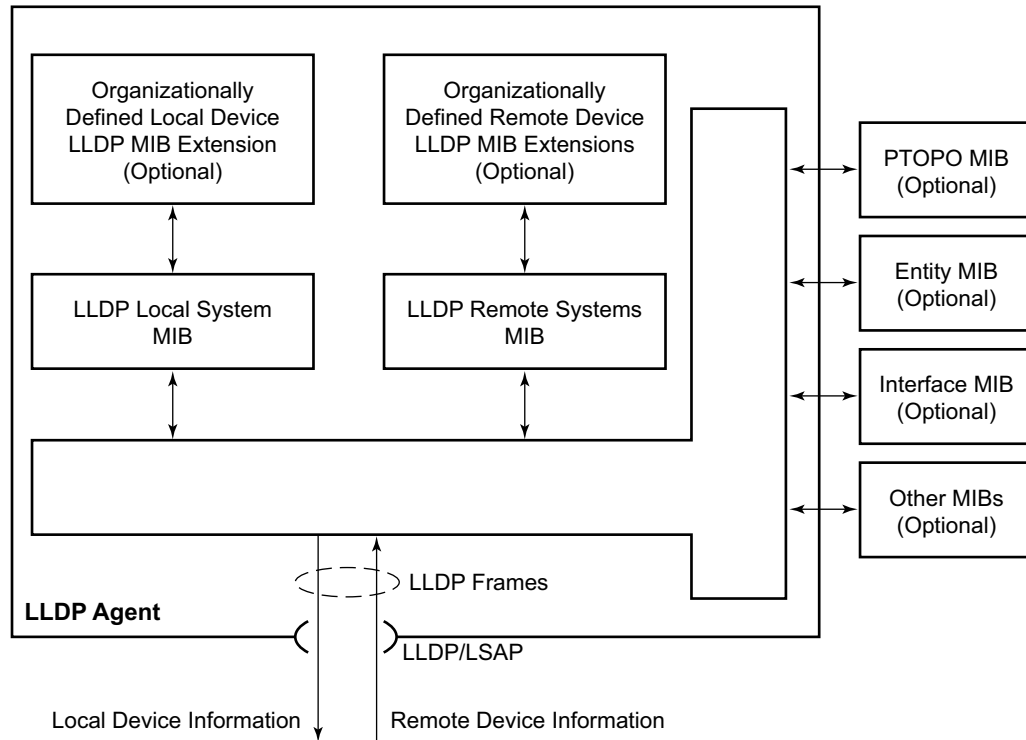 Organizationally
Defined Local Device
LLDP MIB Extension
(Optional)
Organizationally
Defined Remote Device
LLDP MIB Extensions
(Optional)
PTOPO MIB
(Optional)
Entity MIB
(Optional)
LLDP Local System
MIB
LLDP Remote Systems
MIB
Interface MIB
(Optional)
Other MIBs
(Optional)
LLDP Frames
LLDP Agent
LLDP/LSAP
Local Device Information
Remote Device Information